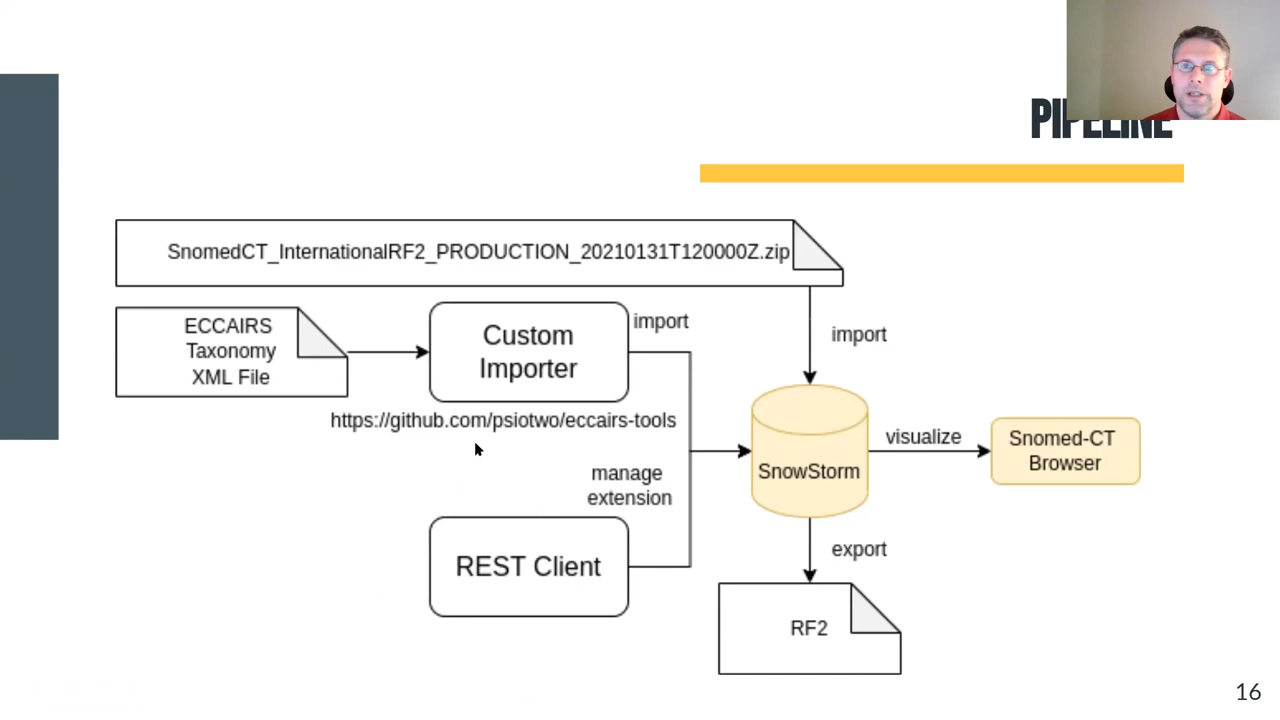 PIPELINE
SnomedCT_InternationalRF2_PRODUCTION_20210131T120000Z.zip
ECCAIRS
Taxonomy
XML File
Custom
Importer
import
import
https://github.com/psiotwo/eccairs-tools
manage
extension
REST Client
SnowStorm
visualize
Snomed-CT
Browser
export
RF2
16